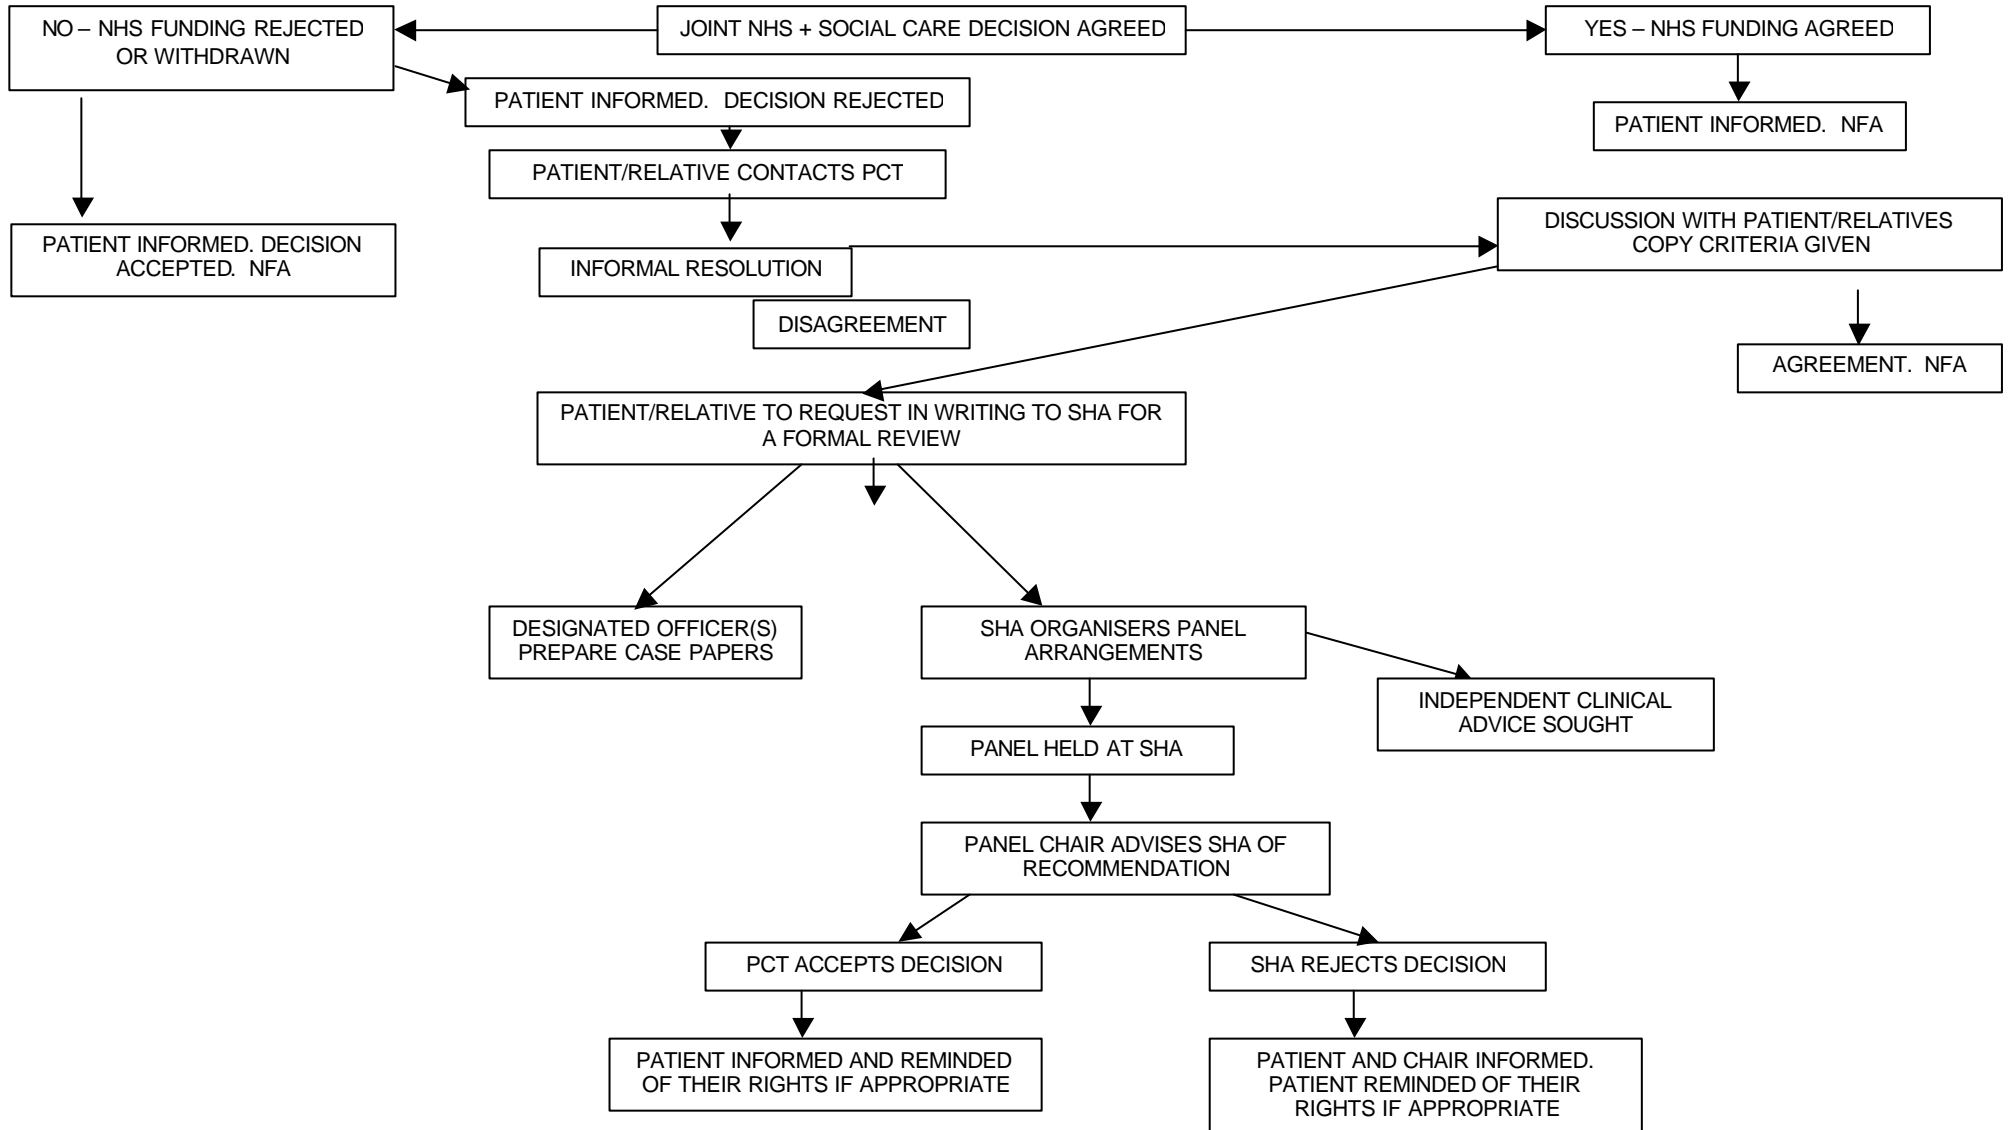 NO – NHS FUNDING REJECTED
OR WITHDRAWN
JOINT NHS + SOCIAL CARE DECISION AGREED
YES – NHS FUNDING AGREED
PATIENT INFORMED. DECISION REJECTED
PATIENT INFORMED. NFA
PATIENT/RELATIVE CONTACTS PCT
PATIENT INFORMED. DECISION
ACCEPTED. NFA
INFORMAL RESOLUTION
DISCUSSION WITH PATIENT/RELATIVES
COPY CRITERIA GIVEN
DISAGREEMENT
AGREEMENT. NFA
PATIENT/RELATIVE TO REQUEST IN WRITING TO SHA FOR
A FORMAL REVIEW
DESIGNATED OFFICER(S)
PREPARE CASE PAPERS
SHA ORGANISERS PANEL
ARRANGEMENTS
INDEPENDENT CLINICAL
ADVICE SOUGHT
PANEL HELD AT SHA
PANEL CHAIR ADVISES SHA OF
RECOMMENDATION
PCT ACCEPTS DECISION
SHA REJECTS DECISION
PATIENT INFORMED AND REMINDED
OF THEIR RIGHTS IF APPROPRIATE
PATIENT AND CHAIR INFORMED.
PATIENT REMINDED OF THEIR
RIGHTS IF APPROPRIATE